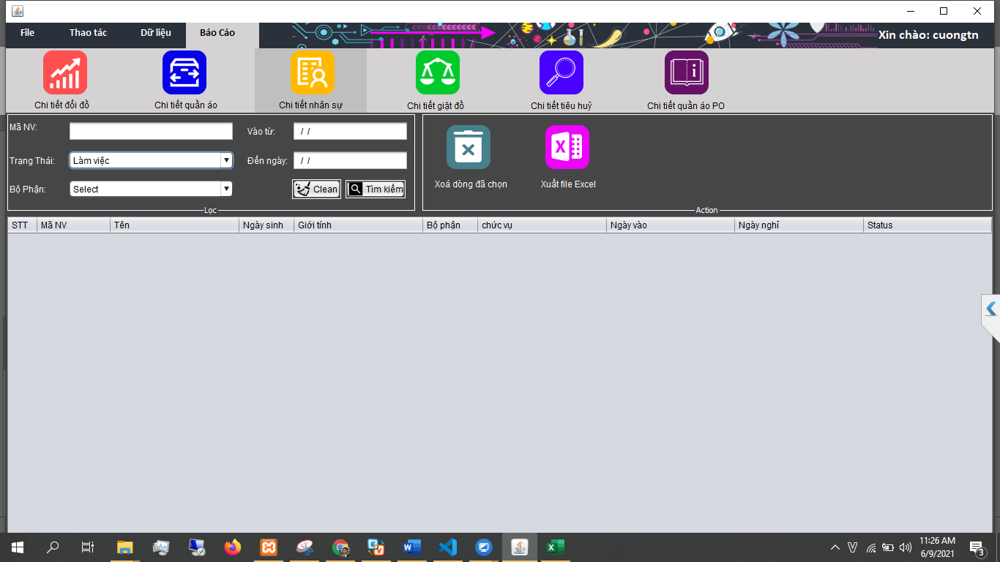 File Thao tác Dữ liệu Báo Cáo
Xin chào: cuongtn
Chi tiết đổi đồ Chi tiết quần áo Chi tiết nhân sự Chi tiết giặt đồ Chi tiết tiêu huỷ Chi tiết quần áo PO
Mã NV: Vào từ: / /
Trạng Thái: Làm việc Đến ngày: / /
Bộ Phận: Select Clean Tìm kiếm
Xoá dòng đã chọn Xuất file Excel
Lọc Action
STT Mã NV Tên Ngày sinh Giới tính Bộ phận chức vụ Ngày vào Ngày nghỉ Status
11:26 AM
6/9/2021
3